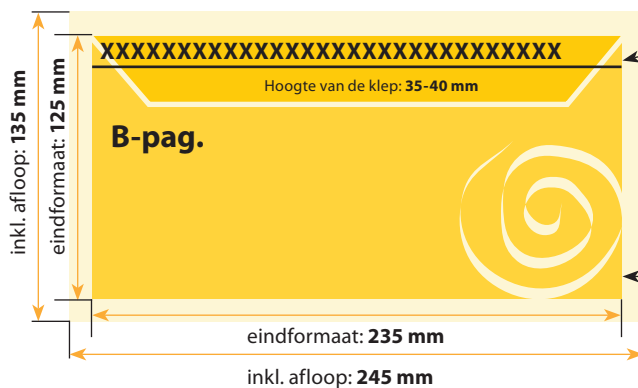 XXXXXXXXXXXXXXXXXXXXXXXXXXXXXX
Hoogte van de klep: 35-40 mm
B-pag.
inkl. afloop: 135 mm
eindformaat: 125 mm
eindformaat: 235 mm
inkl. afloop: 245 mm